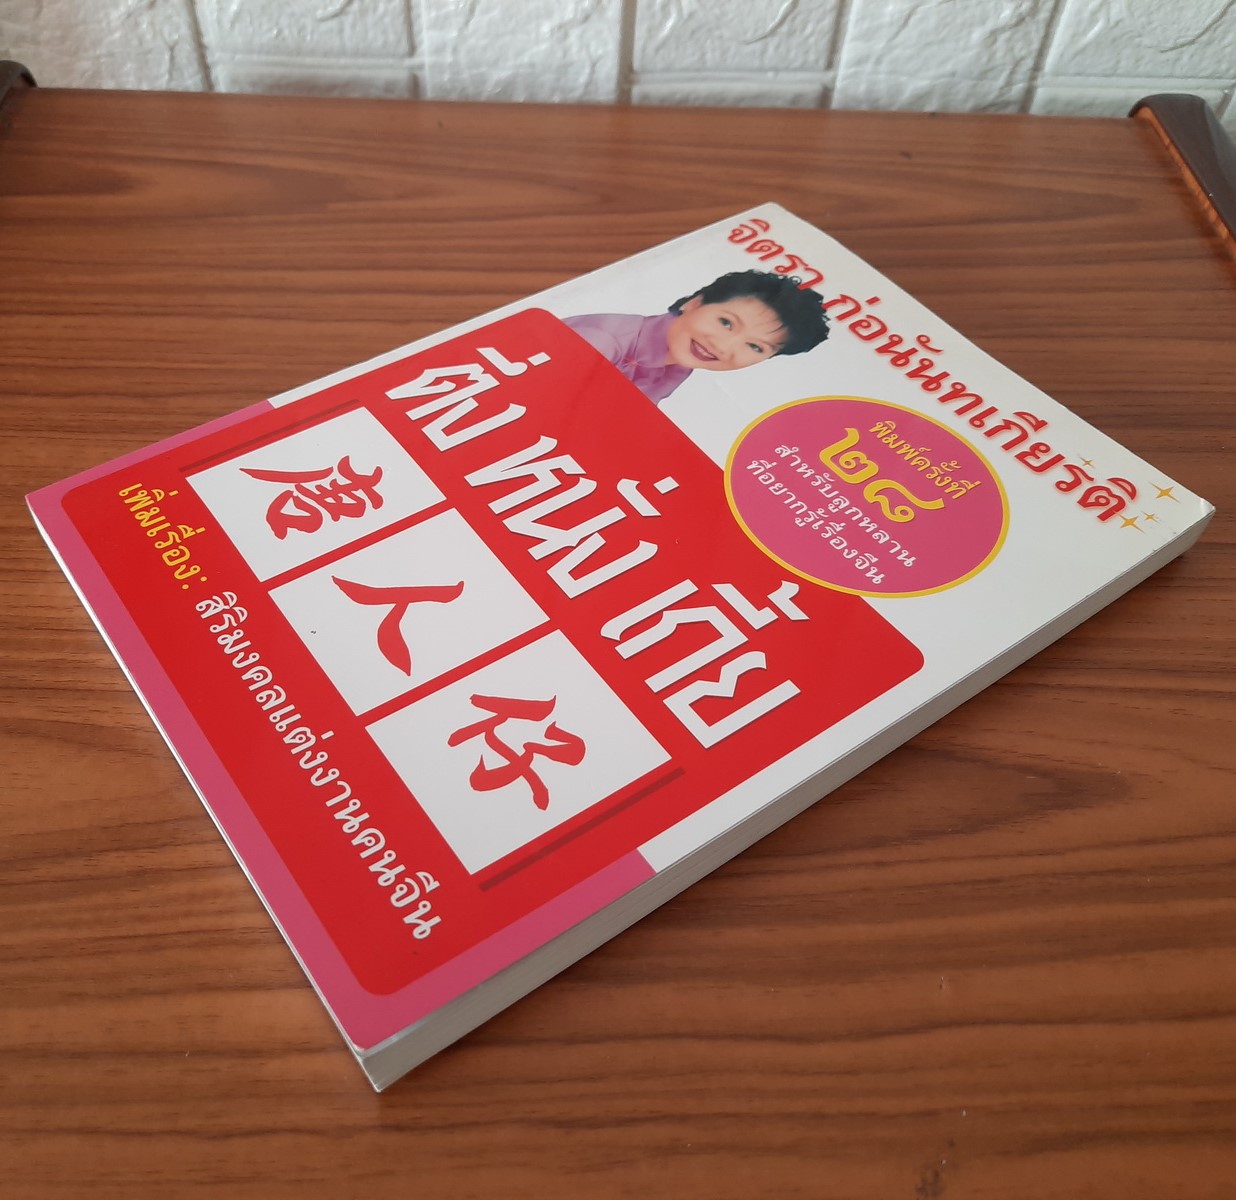 จิตรา ก่อนันทเกียรติ
พิมพ์ครั้งที่
๒๘
สำหรับลูกหลาน
ที่อยากรู้เรื่องจีน
ตึ่ง หนั่ง เกี้ย
唐人仔
เพิ่มเรื่อง: สิริมงคลแต่งงานคนจีน